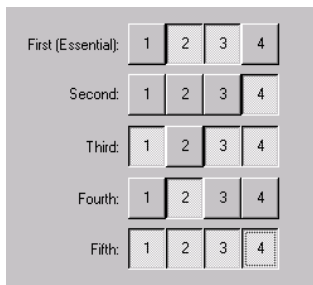 First (Essential): 1 2 3 4
Second: 1 2 3 4
Third: 1 2 3 4
Fourth: 1 2 3 4
Fifth: 1 2 3 4